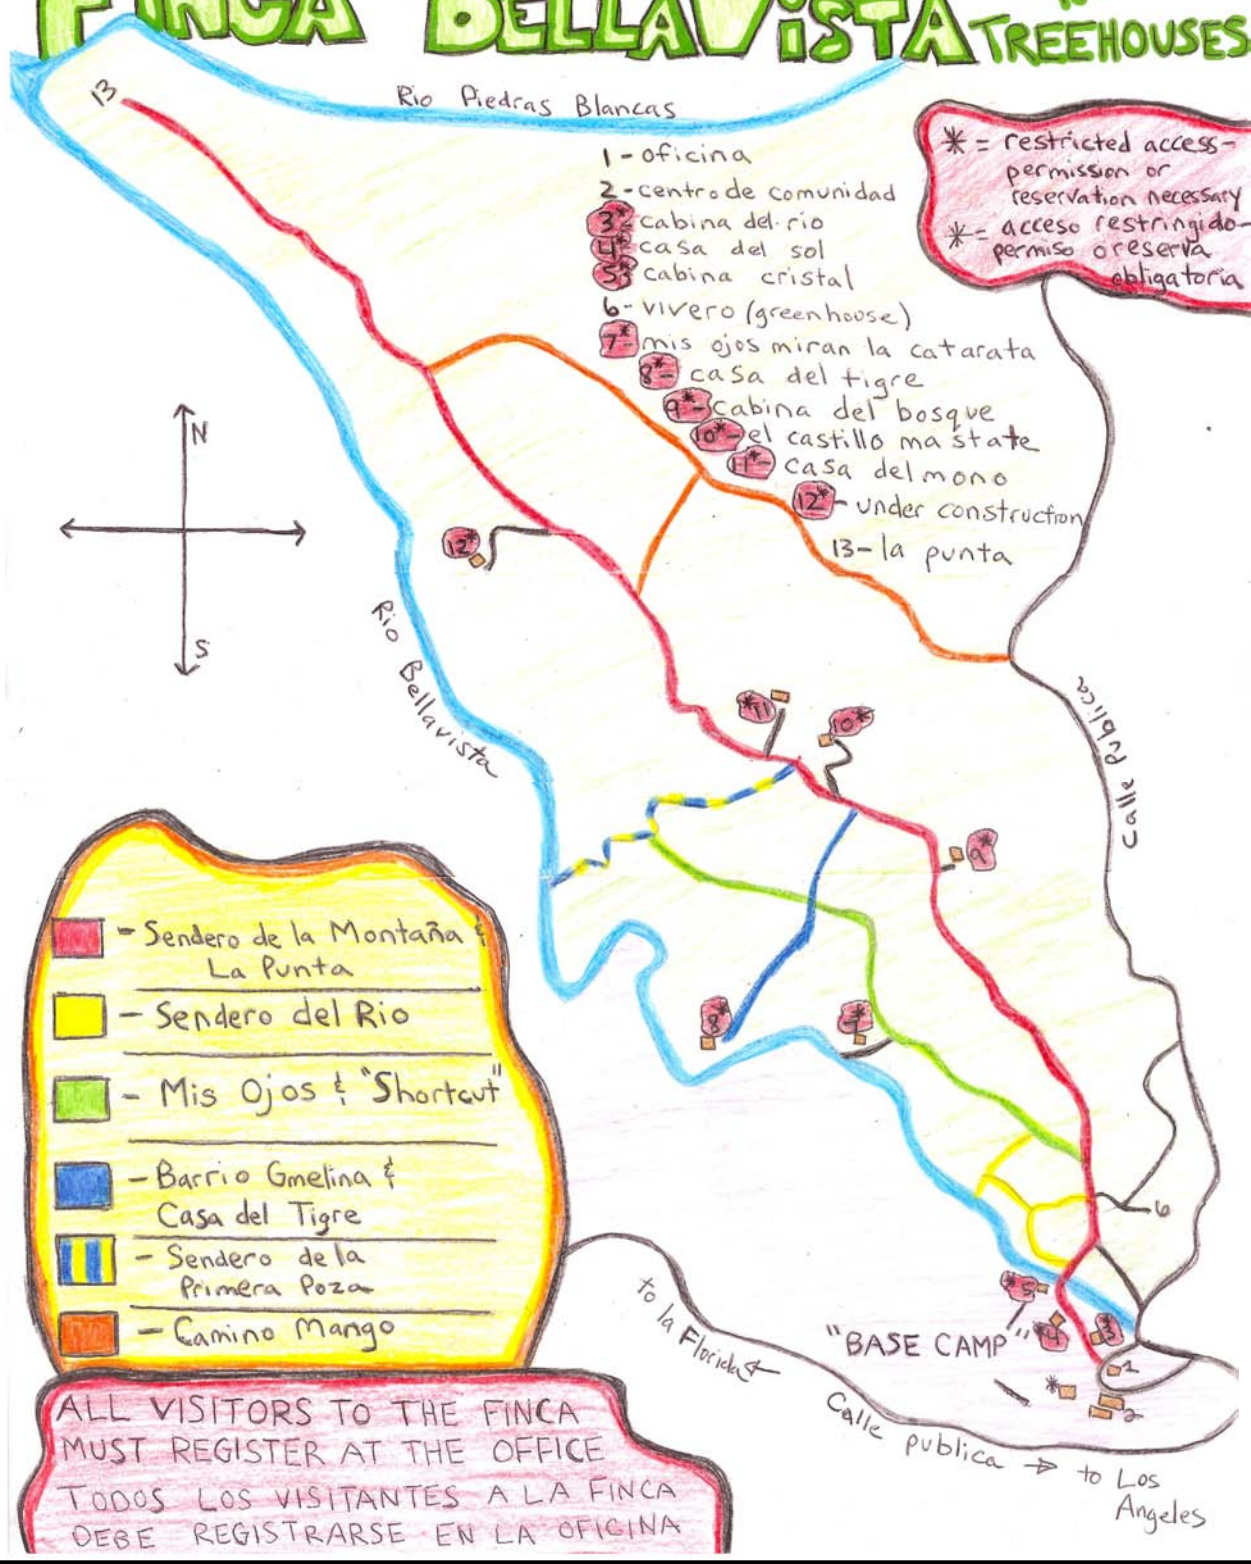 FINCA BELLAVISTA
TREEHOUSES
13
Rio Piedras Blancas
1 - oficina
2 - centro de comunidad
3* - cabina del rio
4* - casa del sol
5* - cabina cristal
6 - vivero (greenhouse)
7* - mis ojos miran la catarata
8* - casa del tigre
9* - cabina del bosque
10* - el castillo mastate
11* - casa del mono
12* - under construction
13 - la punta
* = restricted access -
permission or
reservation necessary
* = acceso restringido -
permiso o reserva
obligatoria
N
S
12*
Rio Bellavista
*11
10*
9*
Calle Publica
8*
7*
6
*5
*4
*3
1
*
2
"BASE CAMP"
to la Florida
Calle publica → to Los
Angeles
- Sendero de la Montaña &
La Punta
- Sendero del Rio
- Mis Ojos & "Shortcut"
- Barrio Gmelina &
Casa del Tigre
- Sendero de la
Primera Poza
- Camino Mango
ALL VISITORS TO THE FINCA
MUST REGISTER AT THE OFFICE
TODOS LOS VISITANTES A LA FINCA
DEBE REGISTRARSE EN LA OFICINA